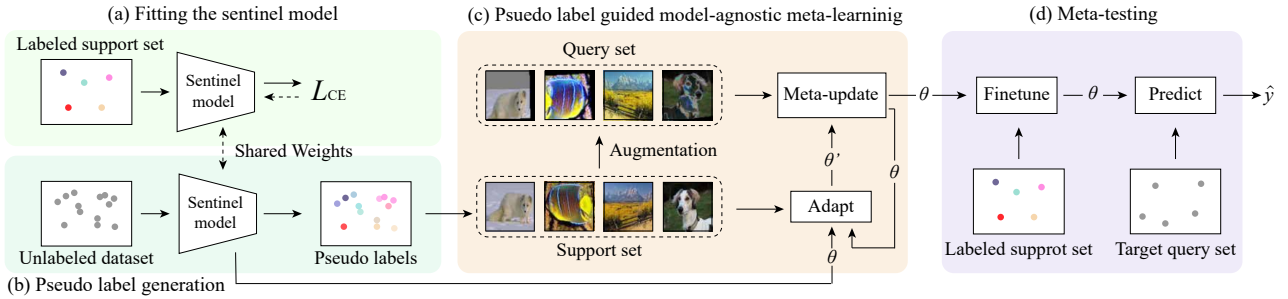 (a) Fitting the sentinel model
Labeled support set
Sentinel
model
L_CE
Shared Weights
Sentinel
model
Unlabeled dataset
Pseudo labels
(b) Pseudo label generation
(c) Psuedo label guided model-agnostic meta-learninig
Query set
Augmentation
Support set
Meta-update
θ'
θ
Adapt
θ
(d) Meta-testing
θ
Finetune
θ
Predict
ŷ
Labeled supprot set
Target query set